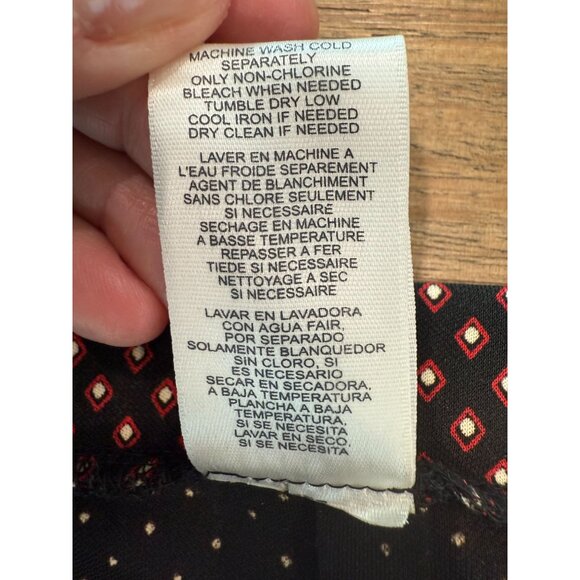 MACHINE WASH COLD
SEPARATELY
ONLY NON-CHLORINE
BLEACH WHEN NEEDED
TUMBLE DRY LOW
COOL IRON IF NEEDED
DRY CLEAN IF NEEDED
LAVER EN MACHINE A
L'EAU FROIDE SEPAREMENT
AGENT DE BLANCHIMENT
SANS CHLORE SEULEMENT
SI NECESSAIRE
SECHAGE EN MACHINE
A BASSE TEMPERATURE
REPASSER A FER
TIEDE SI NECESSAIRE
NETTOYAGE A SEC
SI NECESSAIRE
LAVAR EN LAVADORA
CON AGUA FAIR,
POR SEPARADO
SOLAMENTE BLANQUEDOR
SIN CLORO, SI
ES NECESARIO
SECAR EN SECADORA,
A BAJA TEMPERATURA
PLANCHA A BAJA
TEMPERATURA,
SI SE NECESITA
LAVAR EN SECO,
SI SE NECESITA